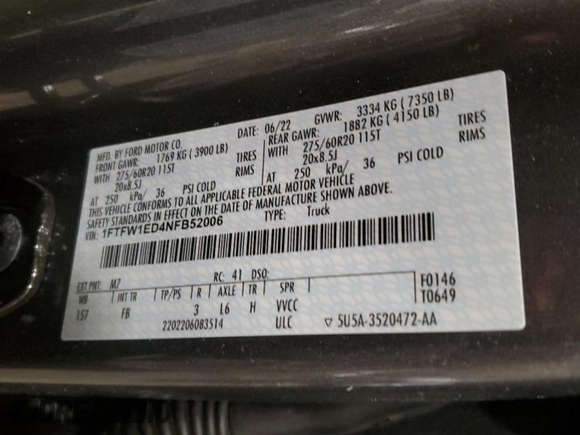 MFD. BY FORD MOTOR CO. DATE: 06/22 GVWR: 3334 KG ( 7350 LB)
FRONT GAWR: 1769 KG (3900 LB) REAR GAWR: 1882 KG ( 4150 LB)
WITH 275/60R20 115T TIRES WITH 275/60R20 115T TIRES
20x8.5J RIMS 20x8.5J RIMS
AT 250 kPa/ 36 PSI COLD AT 250 kPa/ 36 PSI COLD
THIS VEHICLE CONFORMS TO ALL APPLICABLE FEDERAL MOTOR VEHICLE
SAFETY STANDARDS IN EFFECT ON THE DATE OF MANUFACTURE SHOWN ABOVE
VIN: 1FTFW1ED4NFB52006 TYPE: Truck
EXT PNT: M7 RC: 41 DSO: F0146
WB INT TR TP/PS R AXLE TR SPR T0649
157 FB 3 L6 H VVCC
2202206083514 ULC ▽ 5U5A-3520472-AA